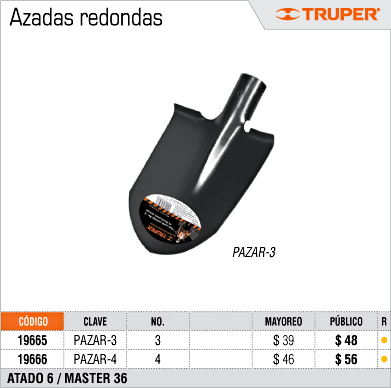 Azadas redondas
TRUPER
PAZAR-3
CÓDIGO CLAVE NO. MAYOREO PÚBLICO R
19665 PAZAR-3 3 $ 39 $ 48
19666 PAZAR-4 4 $ 46 $ 56
ATADO 6 / MASTER 36